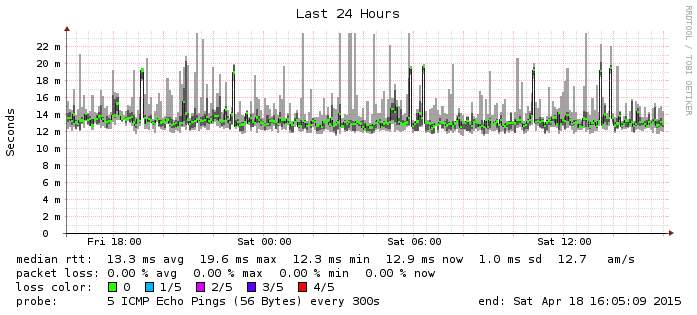 Last 24 Hours
RRDTOOL / TOBI OETIKER
Seconds
22 m
20 m
18 m
16 m
14 m
12 m
10 m
8 m
6 m
4 m
2 m
0
Fri 18:00 Sat 00:00 Sat 06:00 Sat 12:00
median rtt: 13.3 ms avg 19.6 ms max 12.3 ms min 12.9 ms now 1.0 ms sd 12.7 am/s
packet loss: 0.00 % avg 0.00 % max 0.00 % min 0.00 % now
loss color: 0 1/5 2/5 3/5 4/5
probe: 5 ICMP Echo Pings (56 Bytes) every 300s end: Sat Apr 18 16:05:09 2015